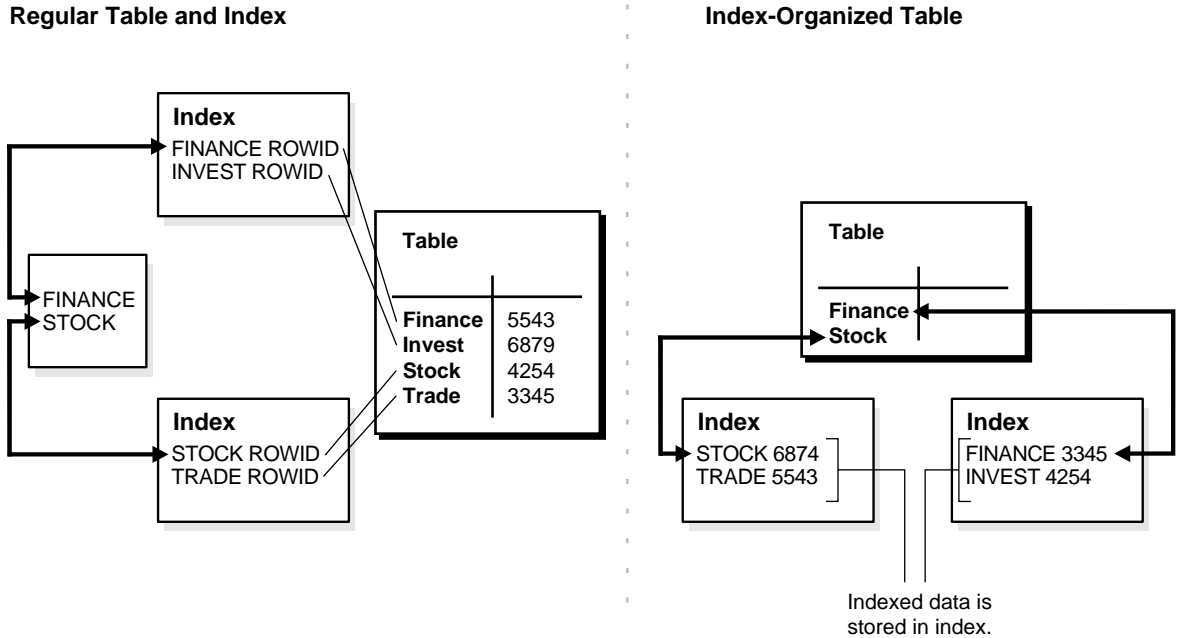 Regular Table and Index
Index
FINANCE ROWID
INVEST ROWID
FINANCE
STOCK
Table
Finance 5543
Invest 6879
Stock 4254
Trade 3345
Index
STOCK ROWID
TRADE ROWID
Index-Organized Table
Table
Finance
Stock
Index
STOCK 6874
TRADE 5543
Index
FINANCE 3345
INVEST 4254
Indexed data is
stored in index.